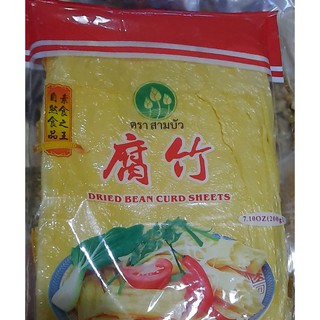 ตราสามบัว
素食之王
自然食品
腐竹
DRIED BEAN CURD SHEETS
7.10OZ(200g)